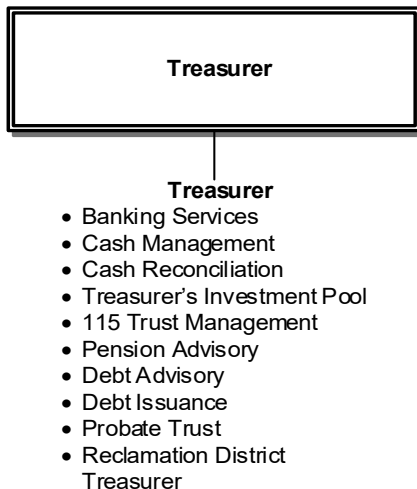 Treasurer
Treasurer
• Banking Services
• Cash Management
• Cash Reconciliation
• Treasurer’s Investment Pool
• 115 Trust Management
• Pension Advisory
• Debt Advisory
• Debt Issuance
• Probate Trust
• Reclamation District
Treasurer